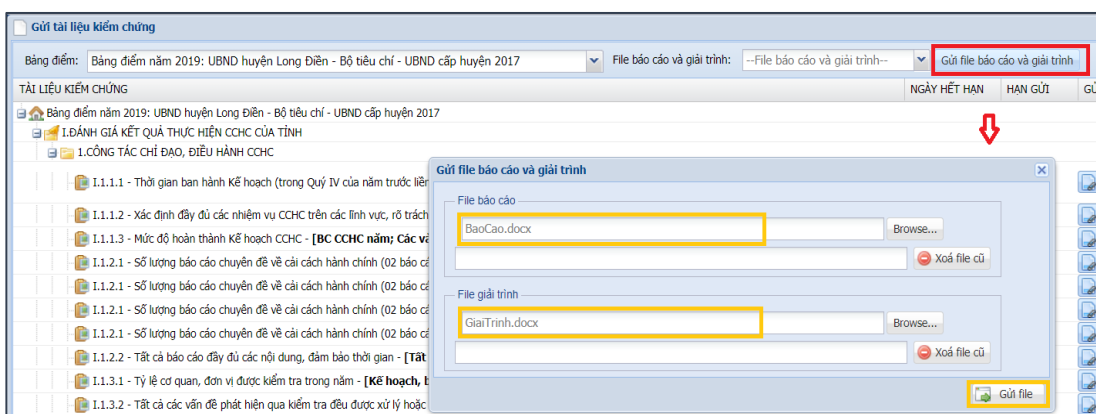 Gửi tài liệu kiểm chứng
Bảng điểm: Bảng điểm năm 2019: UBND huyện Long Điền - Bộ tiêu chí - UBND cấp huyện 2017 File báo cáo và giải trình: --File báo cáo và giải trình-- Gửi file báo cáo và giải trình
TÀI LIỆU KIỂM CHỨNG NGÀY HẾT HẠN HẠN GỬI
Bảng điểm năm 2019: UBND huyện Long Điền - Bộ tiêu chí - UBND cấp huyện 2017
I.ĐÁNH GIÁ KẾT QUẢ THỰC HIỆN CCHC CỦA TỈNH
1.CÔNG TÁC CHỈ ĐẠO, ĐIỀU HÀNH CCHC
I.1.1.1 - Thời gian ban hành Kế hoạch (trong Quý IV của năm trước liền
I.1.1.2 - Xác định đầy đủ các nhiệm vụ CCHC trên các lĩnh vực, rõ trách
I.1.1.3 - Mức độ hoàn thành Kế hoạch CCHC - [BC CCHC năm; Các vă
I.1.2.1 - Số lượng báo cáo chuyên đề về cải cách hành chính (02 báo cá
I.1.2.1 - Số lượng báo cáo chuyên đề về cải cách hành chính (02 báo cá
I.1.2.1 - Số lượng báo cáo chuyên đề về cải cách hành chính (02 báo cá
I.1.2.1 - Số lượng báo cáo chuyên đề về cải cách hành chính (02 báo cá
I.1.2.2 - Tất cả báo cáo đầy đủ các nội dung, đảm bảo thời gian - [Tất
I.1.3.1 - Tỷ lệ cơ quan, đơn vị được kiểm tra trong năm - [Kế hoạch, b
I.1.3.2 - Tất cả các vấn đề phát hiện qua kiểm tra đều được xử lý hoặc
Gửi file báo cáo và giải trình
File báo cáo
BaoCao.docx Browse...
Xoá file cũ
File giải trình
GiaiTrinh.docx Browse...
Xoá file cũ
Gửi file